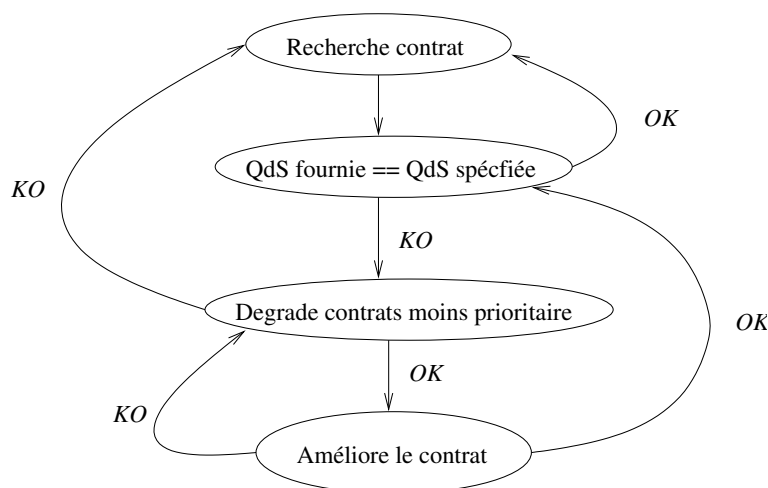 Recherche contrat
OK
QdS fournie == QdS spécfiée
KO
KO
Degrade contrats moins prioritaire
OK
OK
KO
Améliore le contrat